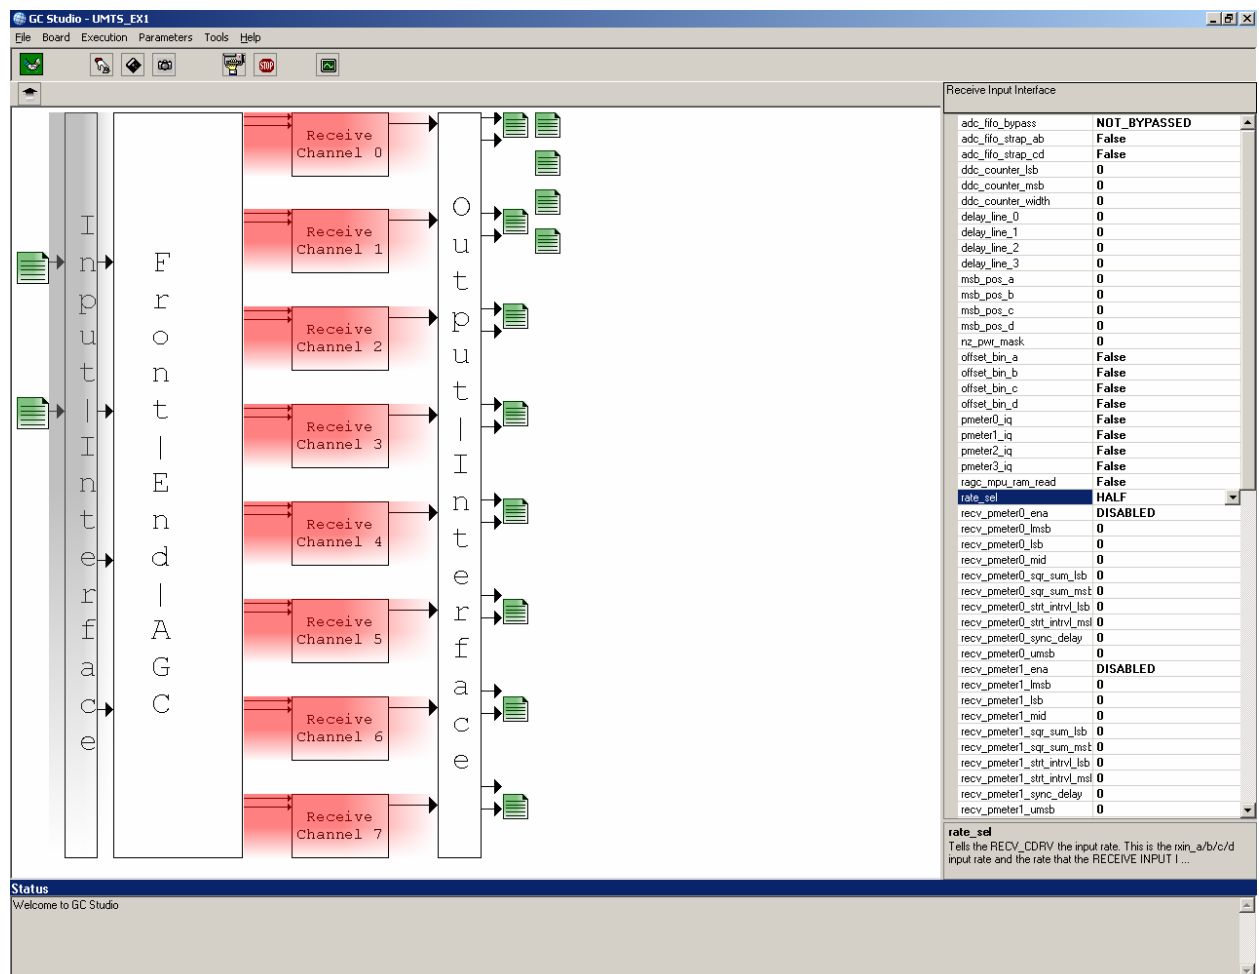 GC Studio - UMTS_EX1
File Board Execution Parameters Tools Help
STOP
Receive Input Interface
Input|Interface
Front|End|AGC
Receive
Channel 0
Receive
Channel 1
Receive
Channel 2
Receive
Channel 3
Receive
Channel 4
Receive
Channel 5
Receive
Channel 6
Receive
Channel 7
Output|Interface
adc_fifo_bypass NOT_BYPASSED
adc_fifo_strap_ab False
adc_fifo_strap_cd False
ddc_counter_lsb 0
ddc_counter_msb 0
ddc_counter_width 0
delay_line_0 0
delay_line_1 0
delay_line_2 0
delay_line_3 0
msb_pos_a 0
msb_pos_b 0
msb_pos_c 0
msb_pos_d 0
nz_pwr_mask 0
offset_bin_a False
offset_bin_b False
offset_bin_c False
offset_bin_d False
pmeter0_iq False
pmeter1_iq False
pmeter2_iq False
pmeter3_iq False
ragc_mpu_ram_read False
rate_sel HALF
recv_pmeter0_ena DISABLED
recv_pmeter0_lmsb 0
recv_pmeter0_lsb 0
recv_pmeter0_mid 0
recv_pmeter0_sqr_sum_lsb 0
recv_pmeter0_sqr_sum_msb 0
recv_pmeter0_strt_intrvl_lsb 0
recv_pmeter0_strt_intrvl_msl 0
recv_pmeter0_sync_delay 0
recv_pmeter0_umsb 0
recv_pmeter1_ena DISABLED
recv_pmeter1_lmsb 0
recv_pmeter1_lsb 0
recv_pmeter1_mid 0
recv_pmeter1_sqr_sum_lsb 0
recv_pmeter1_sqr_sum_msb 0
recv_pmeter1_strt_intrvl_lsb 0
recv_pmeter1_strt_intrvl_msl 0
recv_pmeter1_sync_delay 0
recv_pmeter1_umsb 0
rate_sel
Tells the RECV_CDRV the input rate. This is the rxin_a/b/c/d
input rate and the rate that the RECEIVE INPUT I ...
Status
Welcome to GC Studio